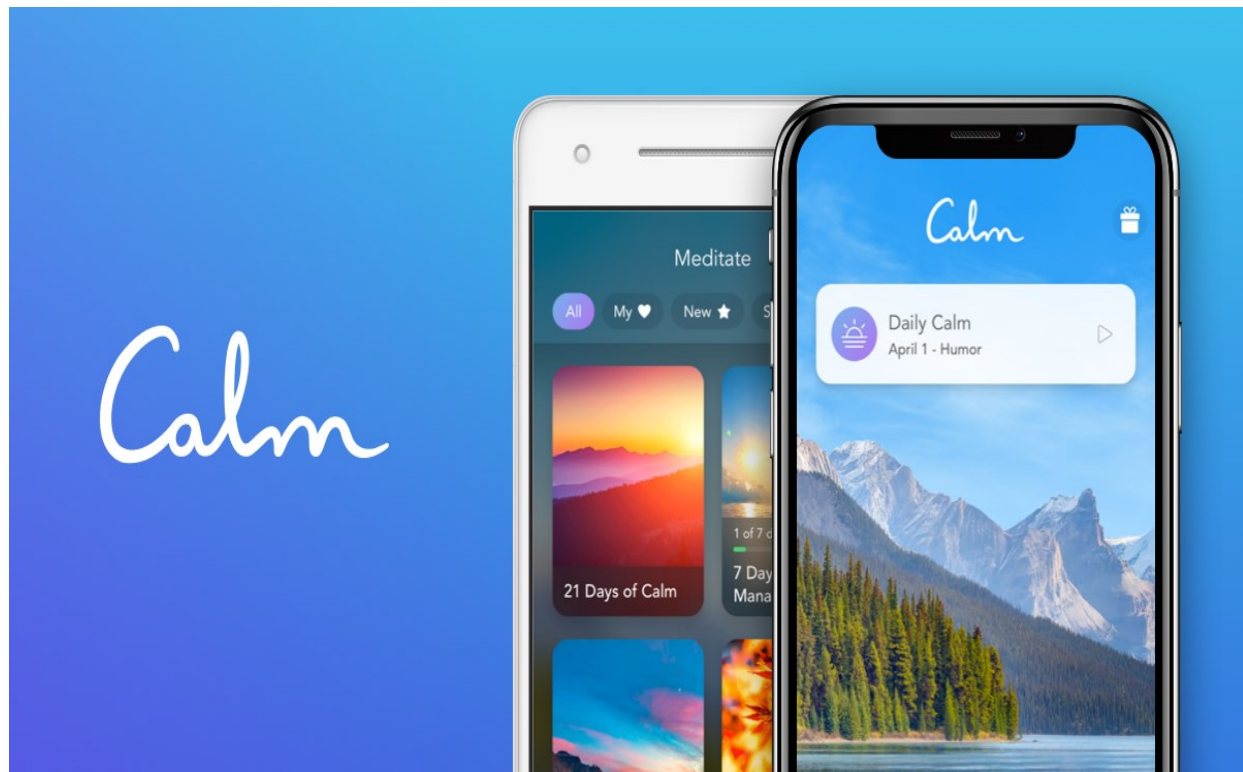 Calm
Meditate
All
My
New
S
21 Days of Calm
1 of 7 d
7 Day
Mana
Calm
Daily Calm
April 1 - Humor